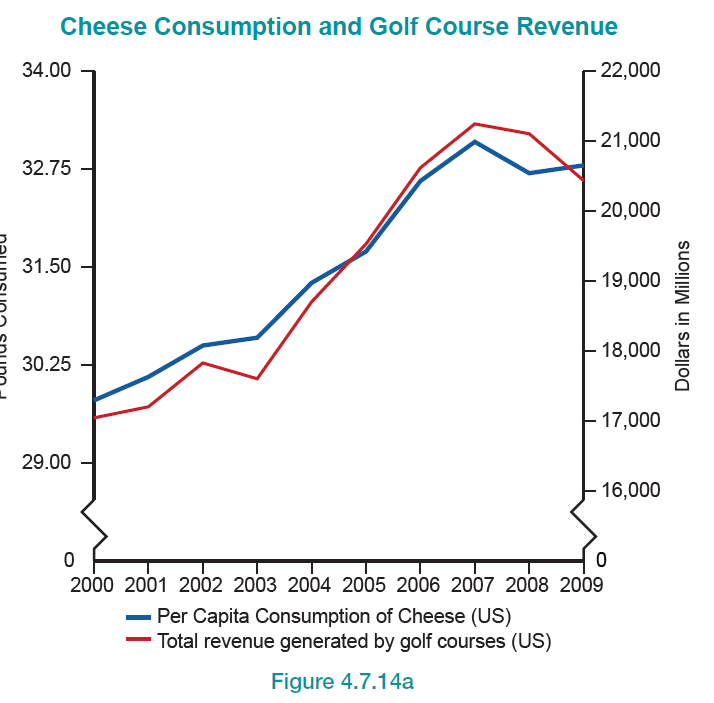 Cheese Consumption and Golf Course Revenue
34.00
32.75
31.50
30.25
29.00
0
Consumed
22,000
21,000
20,000
19,000
18,000
17,000
16,000
0
Dollars in Millions
2000 2001 2002 2003 2004 2005 2006 2007 2008 2009
Per Capita Consumption of Cheese (US)
Total revenue generated by golf courses (US)
Figure 4.7.14a